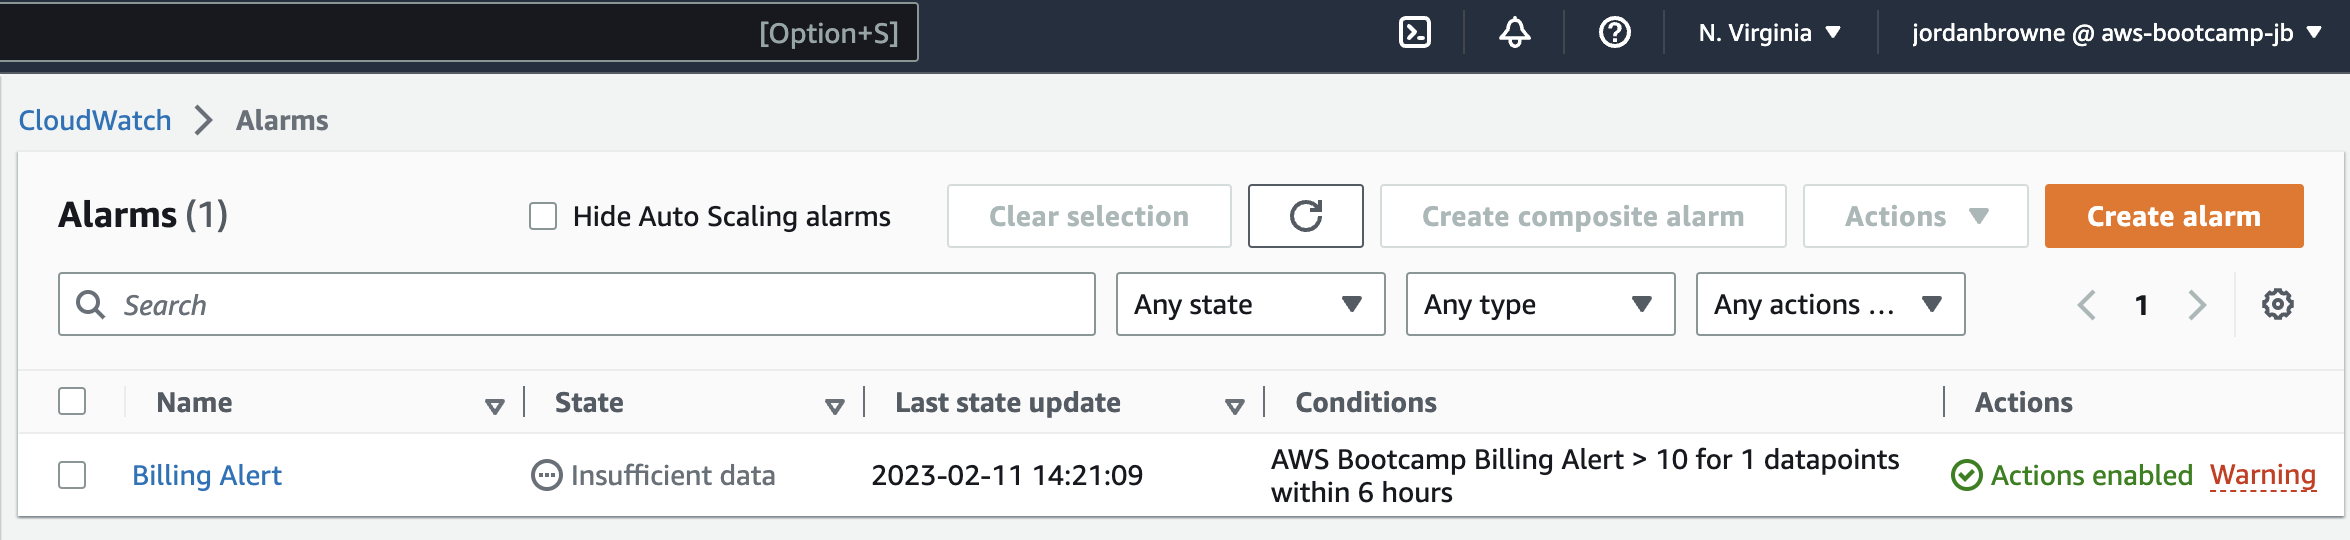 [Option+S]
N. Virginia
jordanbrowne @ aws-bootcamp-jb
CloudWatch
Alarms
Alarms (1)
Hide Auto Scaling alarms
Clear selection
Create composite alarm
Actions
Create alarm
Search
Any state
Any type
Any actions ...
1
Name
State
Last state update
Conditions
Actions
Billing Alert
Insufficient data
2023-02-11 14:21:09
AWS Bootcamp Billing Alert > 10 for 1 datapoints
within 6 hours
Actions enabled
Warning